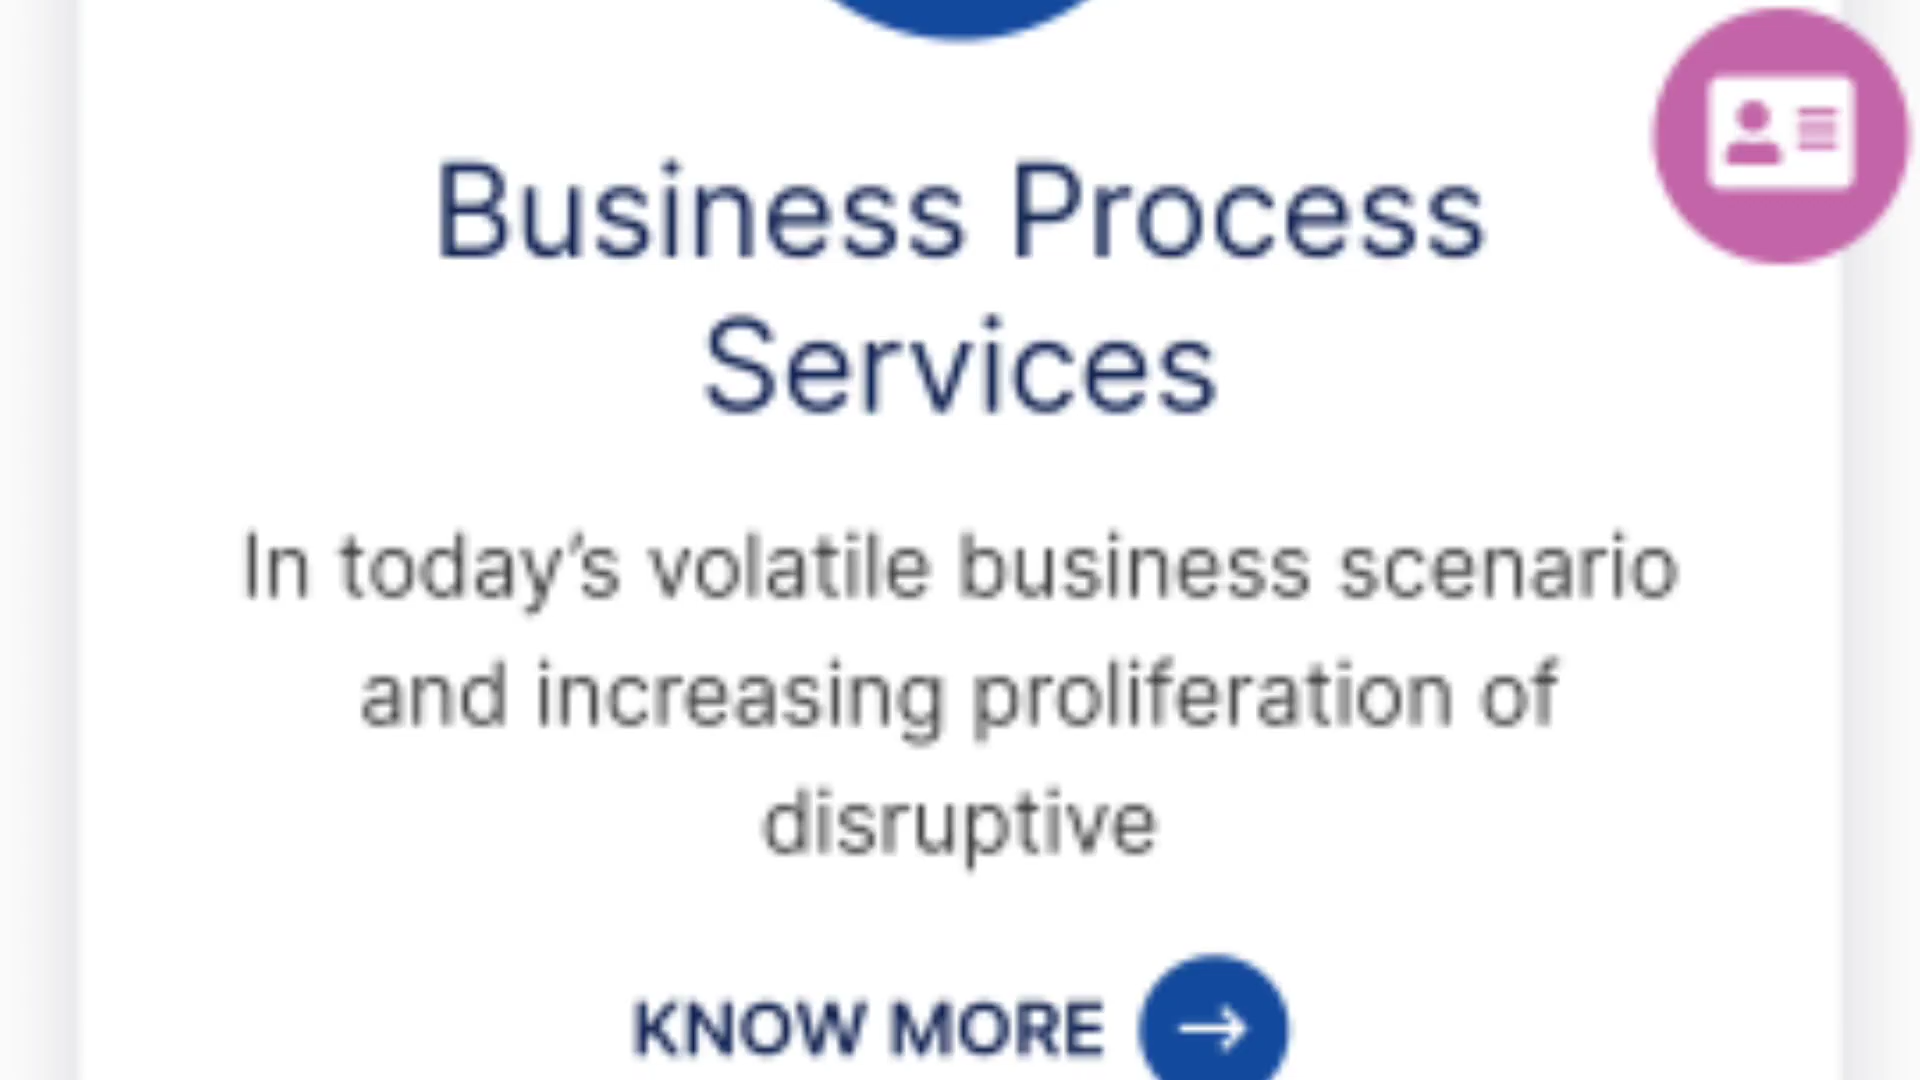 Business Process
Services
In today’s volatile business scenario
and increasing proliferation of
disruptive
KNOW MORE